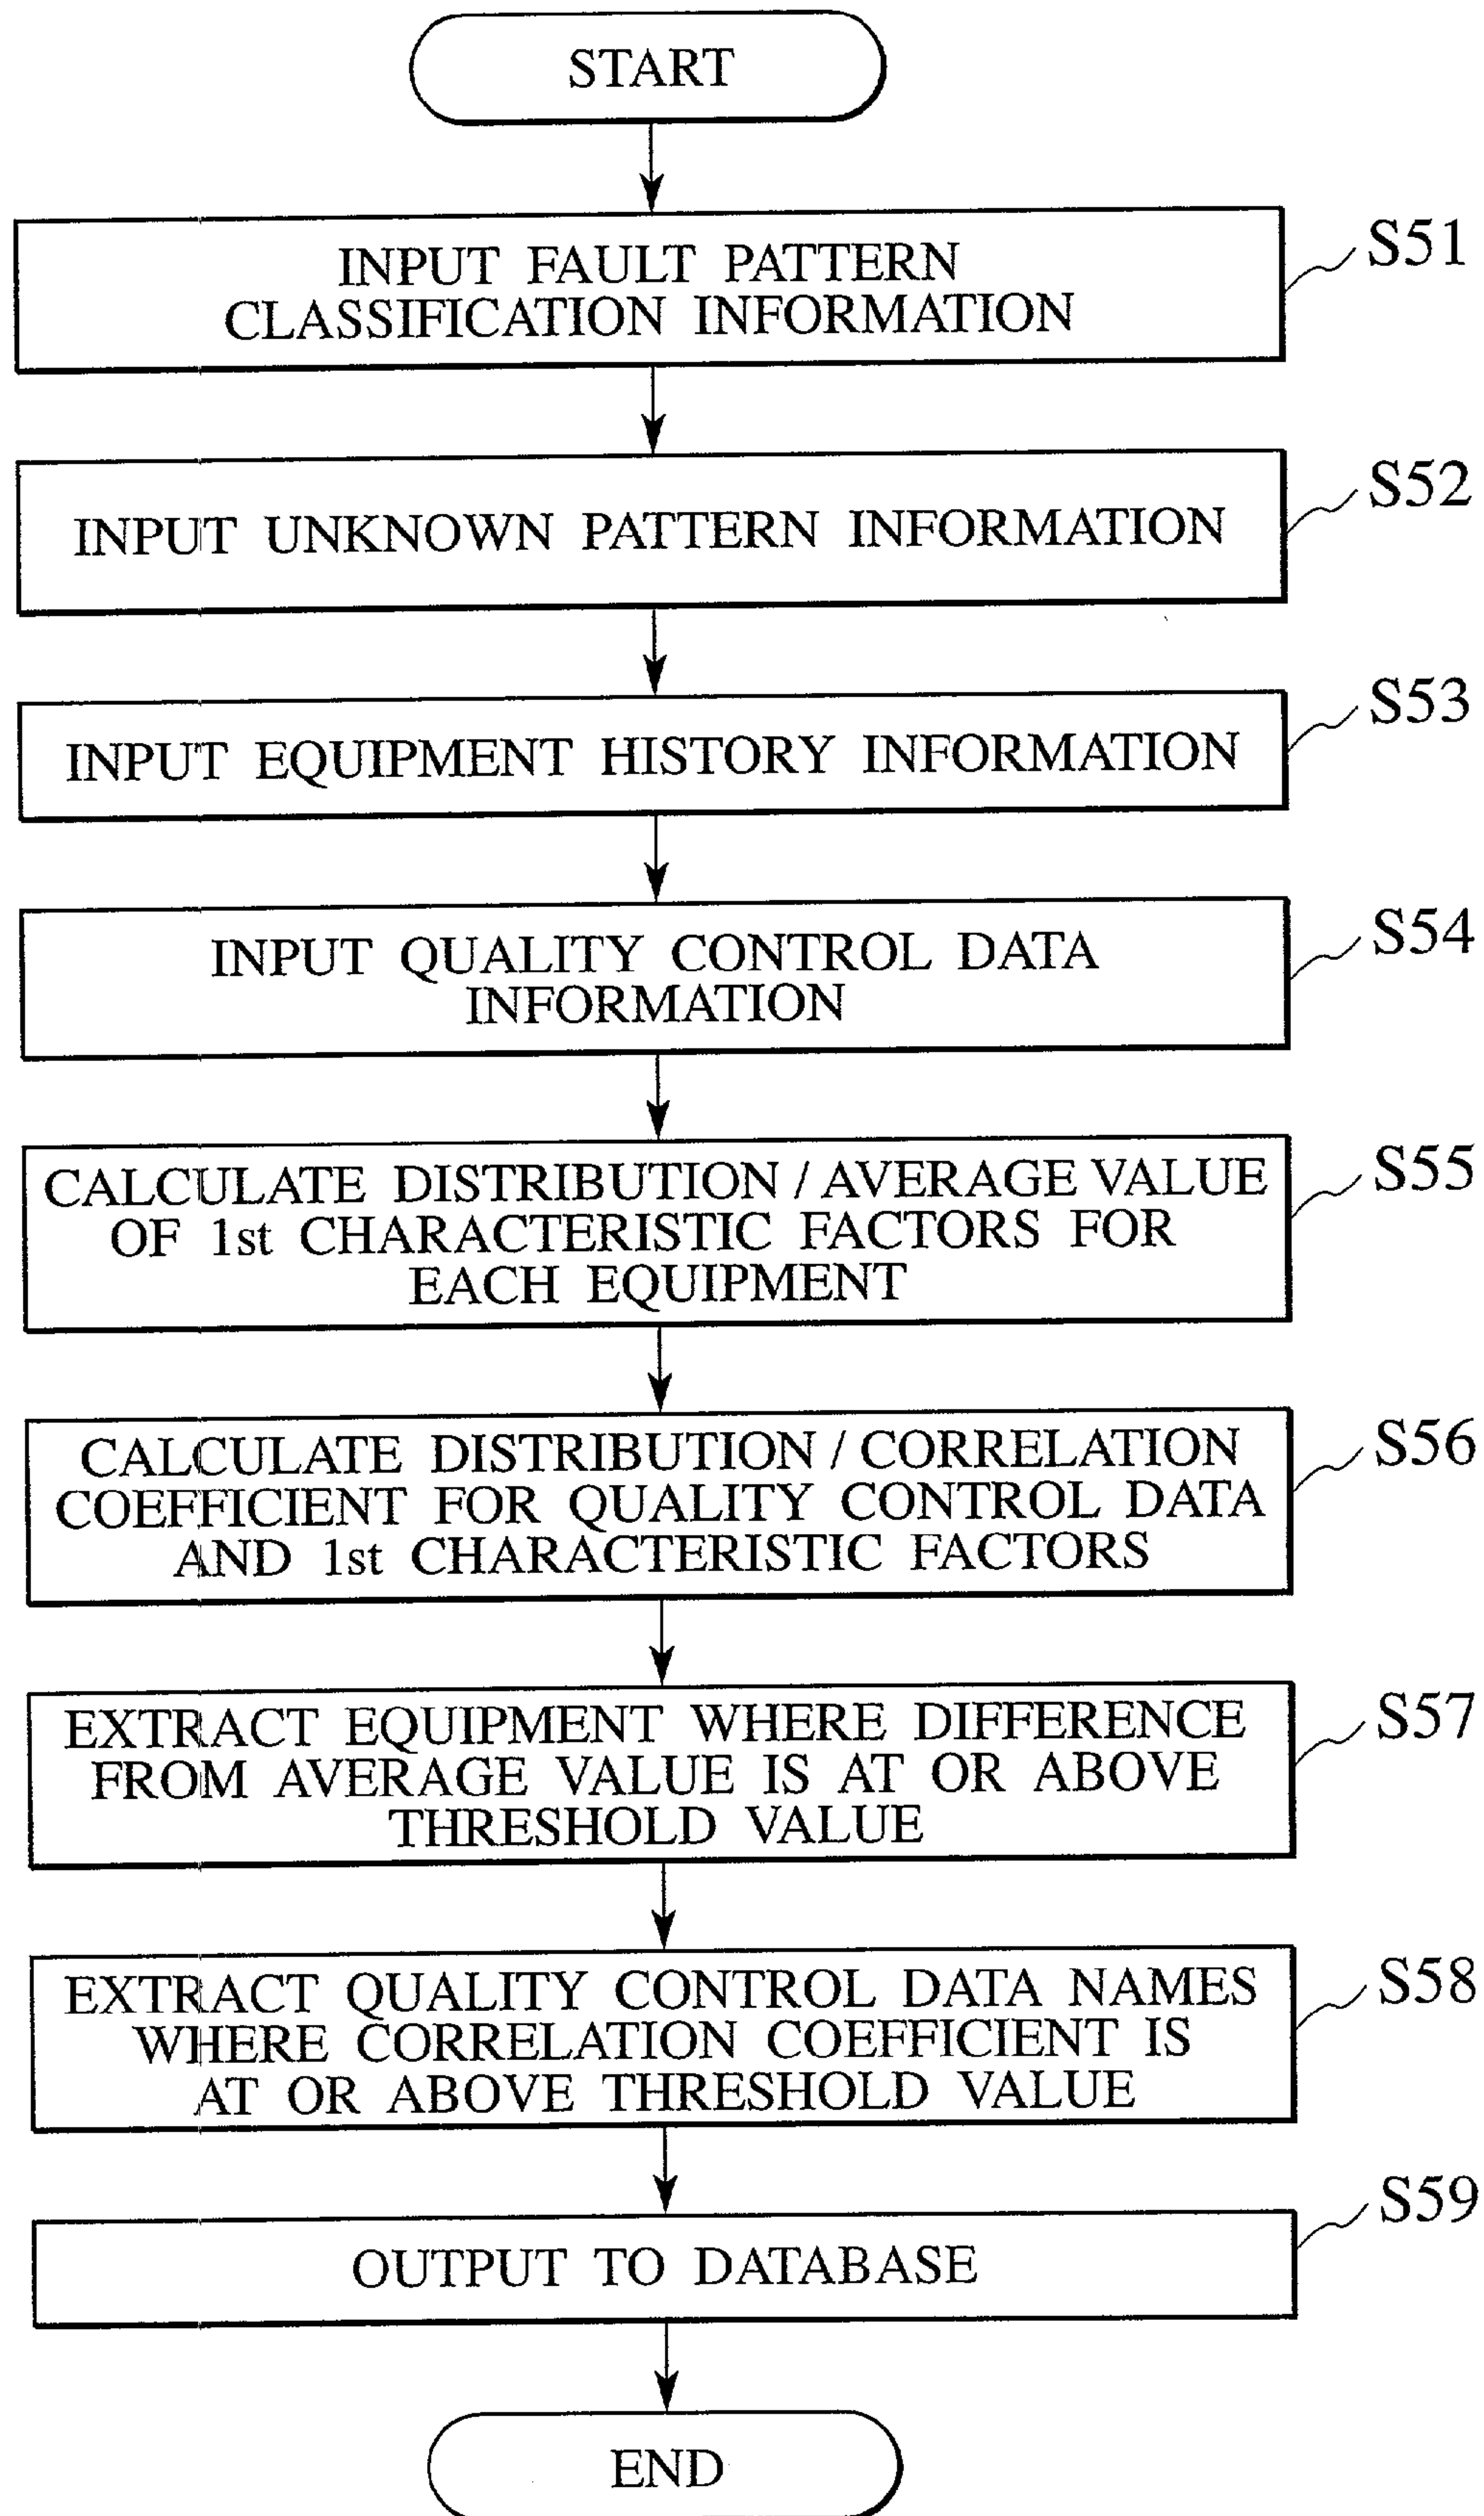 START
INPUT FAULT PATTERN
CLASSIFICATION INFORMATION
S51
INPUT UNKNOWN PATTERN INFORMATION
S52
INPUT EQUIPMENT HISTORY INFORMATION
S53
INPUT QUALITY CONTROL DATA
INFORMATION
S54
CALCULATE DISTRIBUTION / AVERAGE VALUE
OF 1st CHARACTERISTIC FACTORS FOR
EACH EQUIPMENT
S55
CALCULATE DISTRIBUTION / CORRELATION
COEFFICIENT FOR QUALITY CONTROL DATA
AND 1st CHARACTERISTIC FACTORS
S56
EXTRACT EQUIPMENT WHERE DIFFERENCE
FROM AVERAGE VALUE IS AT OR ABOVE
THRESHOLD VALUE
S57
EXTRACT QUALITY CONTROL DATA NAMES
WHERE CORRELATION COEFFICIENT IS
AT OR ABOVE THRESHOLD VALUE
S58
OUTPUT TO DATABASE
S59
END